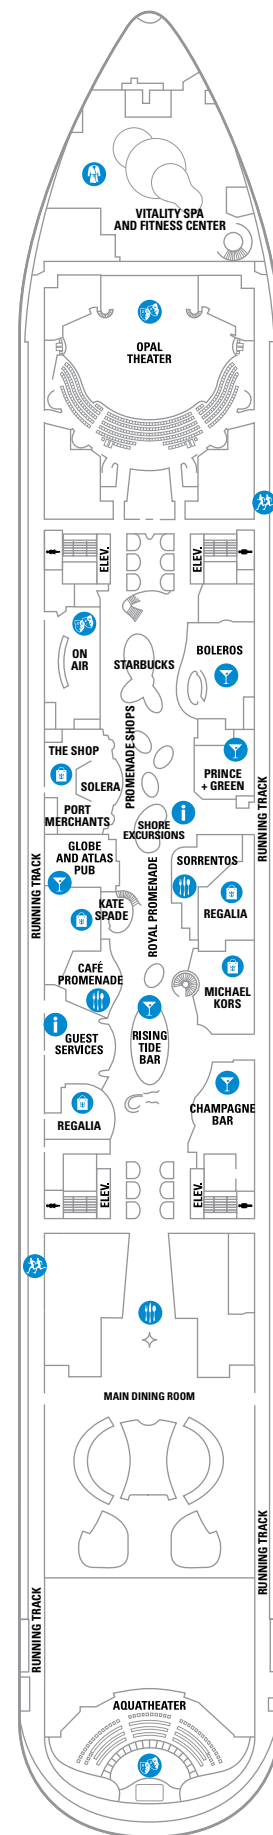 VITALITY SPA
AND FITNESS CENTER
OPAL
THEATER
ELEV.
ELEV.
ON
AIR
STARBUCKS
BOLEROS
PROMENADE SHOPS
THE SHOP
SOLERA
PRINCE
+ GREEN
PORT
MERCHANTS
SHORE
EXCURSIONS
RUNNING TRACK
GLOBE
AND ATLAS
PUB
SORRENTOS
RUNNING TRACK
ROYAL PROMENADE
KATE
SPADE
REGALIA
CAFÉ
PROMENADE
MICHAEL
KORS
GUEST
SERVICES
RISING
TIDE
BAR
REGALIA
CHAMPAGNE
BAR
ELEV.
ELEV.
MAIN DINING ROOM
RUNNING TRACK
RUNNING TRACK
AQUATHEATER